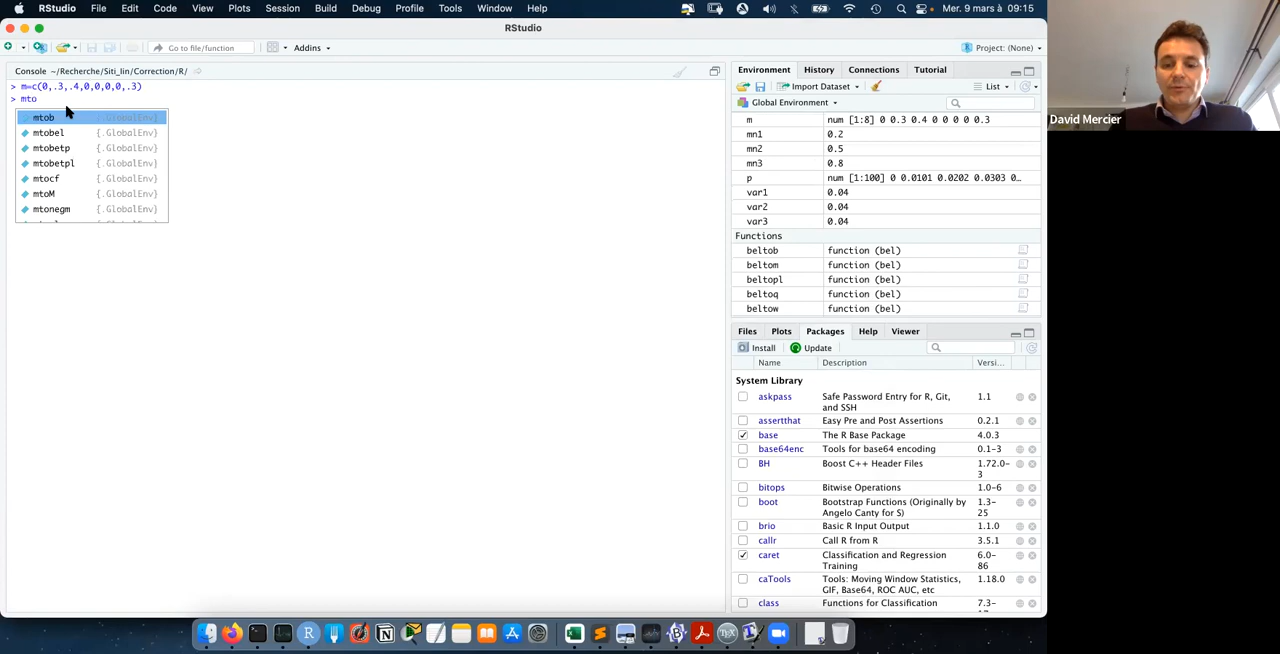 RStudio File Edit Code View Plots Session Build Debug Profile Tools Window Help Mer. 9 mars à 09:15
RStudio
Go to file/function Addins Project: (None)
Console ~/Recherche/Siti_lin/Correction/R/
> m=c(0,.3,.4,0,0,0,0,.3)
> mto
mtob {.GlobalEnv}
mtobel {.GlobalEnv}
mtobetp {.GlobalEnv}
mtobetpl {.GlobalEnv}
mtocf {.GlobalEnv}
mtoM {.GlobalEnv}
mtonegm {.GlobalEnv}
Environment History Connections Tutorial
Import Dataset List
Global Environment
m num [1:8] 0 0.3 0.4 0 0 0 0 0.3
mn1 0.2
mn2 0.5
mn3 0.8
p num [1:100] 0 0.0101 0.0202 0.0303 0…
var1 0.04
var2 0.04
var3 0.04
Functions
beltob function (bel)
beltom function (bel)
beltopl function (bel)
beltoq function (bel)
beltow function (bel)
Files Plots Packages Help Viewer
Install Update
Name Description Versi...
System Library
askpass Safe Password Entry for R, Git, 1.1
and SSH
assertthat Easy Pre and Post Assertions 0.2.1
base The R Base Package 4.0.3
base64enc Tools for base64 encoding 0.1-3
BH Boost C++ Header Files 1.72.0-
3
bitops Bitwise Operations 1.0-6
boot Bootstrap Functions (Originally by 1.3-
Angelo Canty for S) 25
brio Basic R Input Output 1.1.0
callr Call R from R 3.5.1
caret Classification and Regression 6.0-
Training 86
caTools Tools: Moving Window Statistics, 1.18.0
GIF, Base64, ROC AUC, etc
class Functions for Classification 7.3-
David Mercier